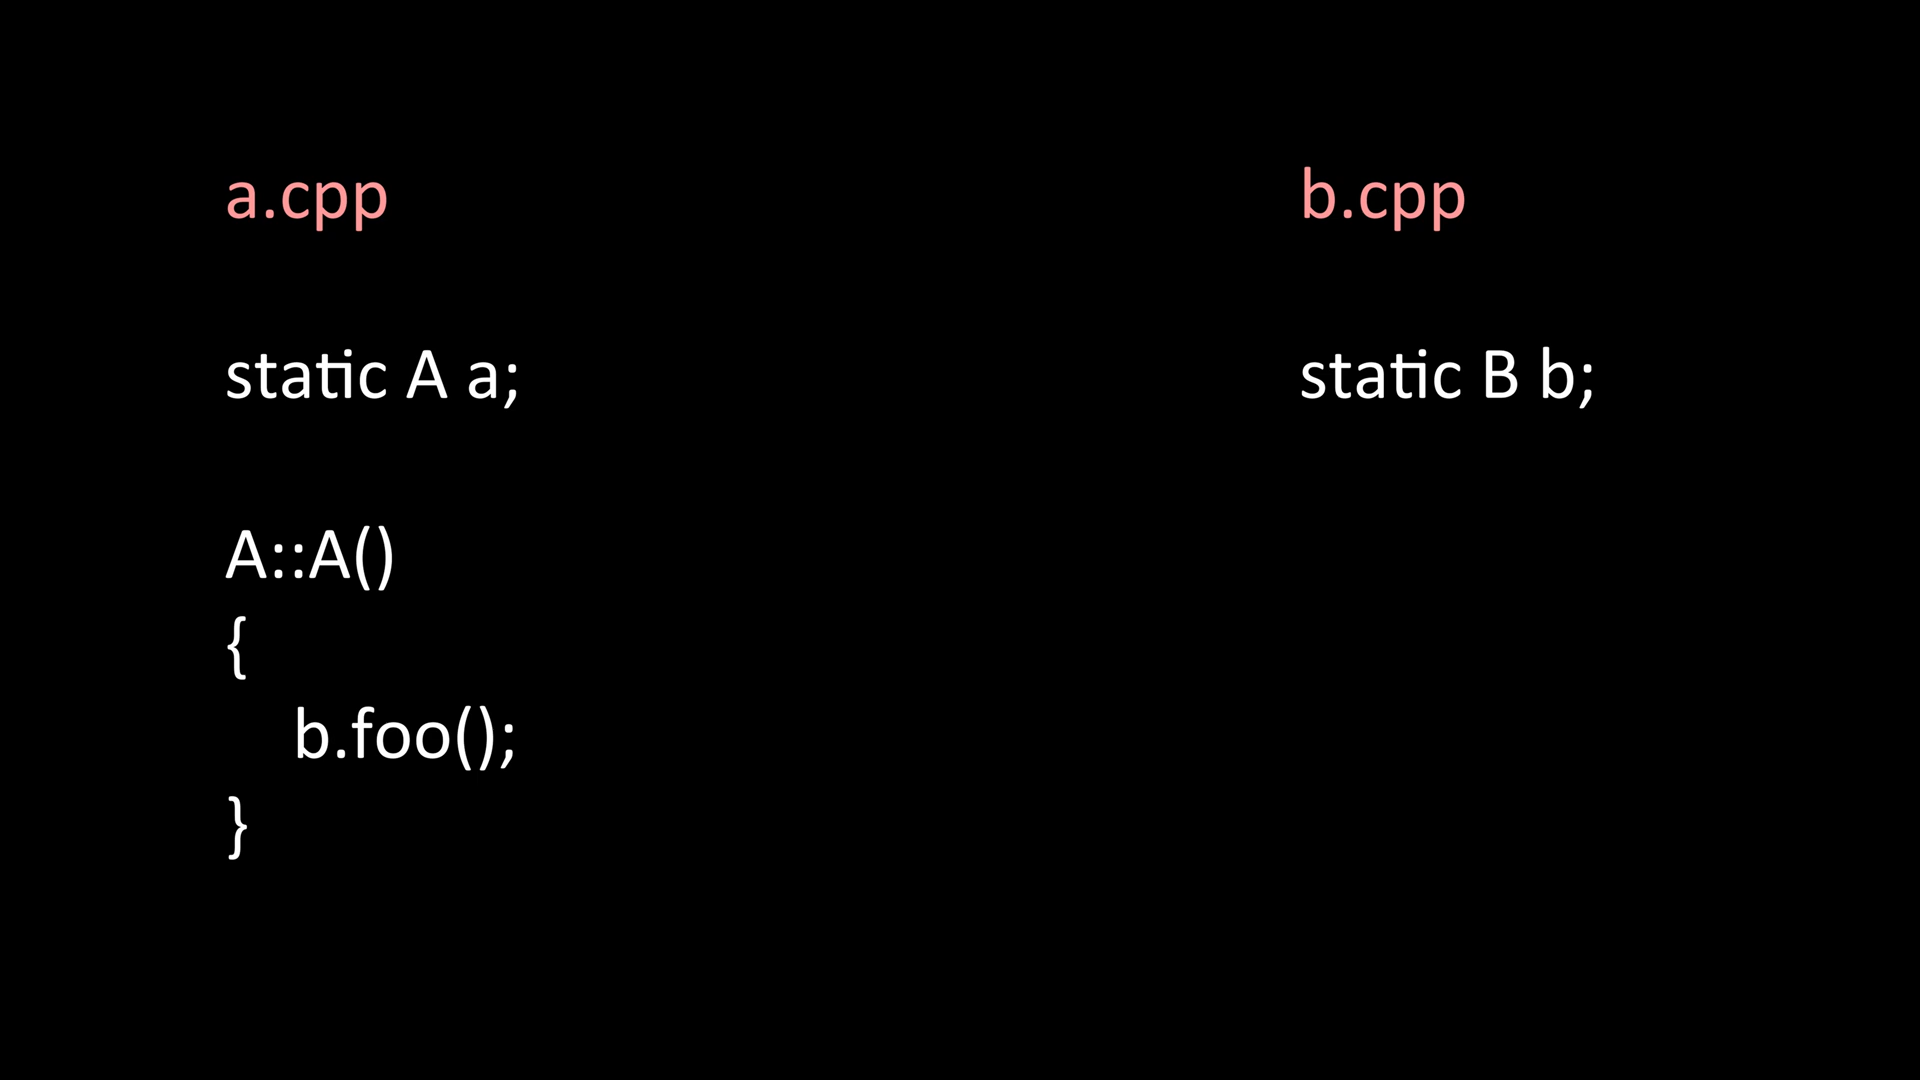 a.cpp
static A a;
A::A()
{
b.foo();
}
b.cpp
static B b;